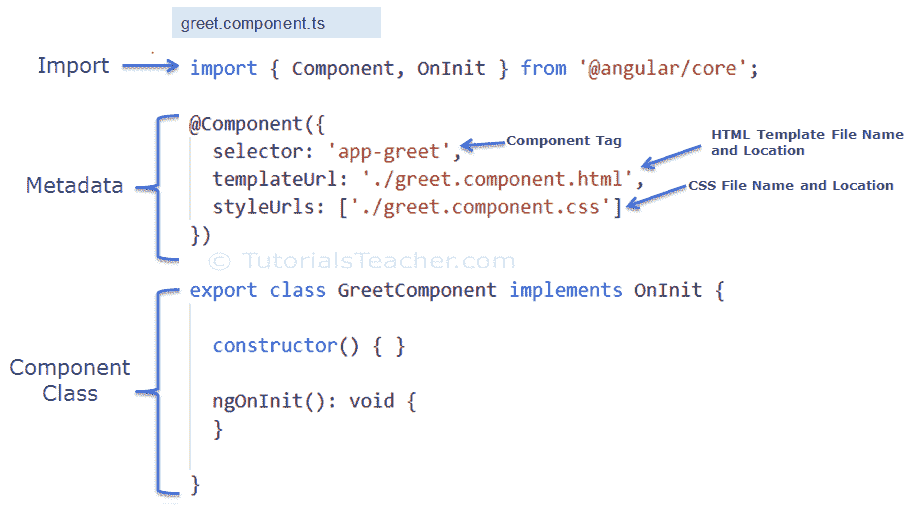 greet.component.ts
Import
import { Component, OnInit } from '@angular/core';
Metadata
@Component({
selector: 'app-greet',
Component Tag
templateUrl: './greet.component.html',
HTML Template File Name
and Location
styleUrls: ['./greet.component.css']
CSS File Name and Location
})
© TutorialsTeacher.com
Component
Class
export class GreetComponent implements OnInit {
constructor() { }
ngOnInit(): void {
}
}